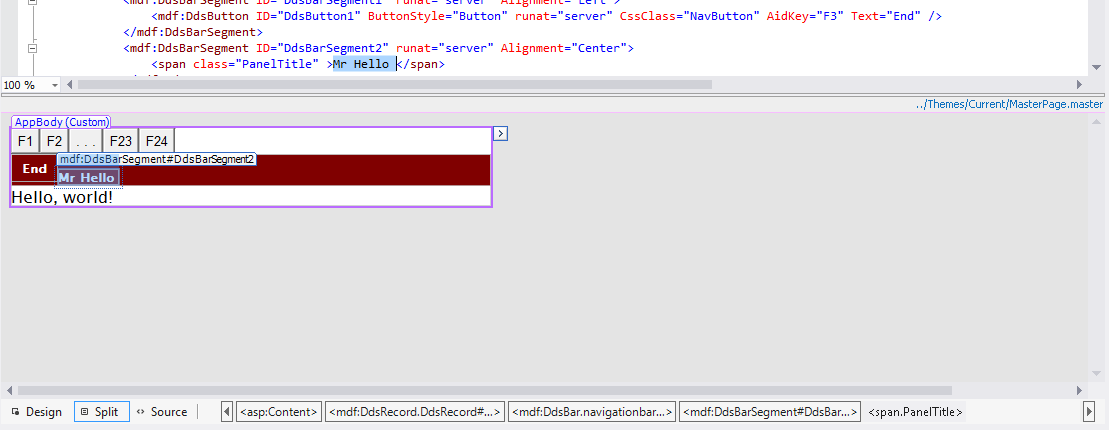 <mdf:DdsBarSegment ID="DdsBarSegment1" runat="server" Alignment="Left">
<mdf:DdsButton ID="DdsButton1" ButtonStyle="Button" runat="server" CssClass="NavButton" AidKey="F3" Text="End" />
</mdf:DdsBarSegment>
<mdf:DdsBarSegment ID="DdsBarSegment2" runat="server" Alignment="Center">
<span class="PanelTitle" >Mr Hello </span>
100 %
../Themes/Current/MasterPage.master
AppBody (Custom)
F1 F2 . . . F23 F24
mdf:DdsBarSegment#DdsBarSegment2
End
Mr Hello
Hello, world!
Design Split Source <asp:Content> <mdf:DdsRecord.DdsRecord#...> <mdf:DdsBar.navigationbar...> <mdf:DdsBarSegment#DdsBar...> <span.PanelTitle>